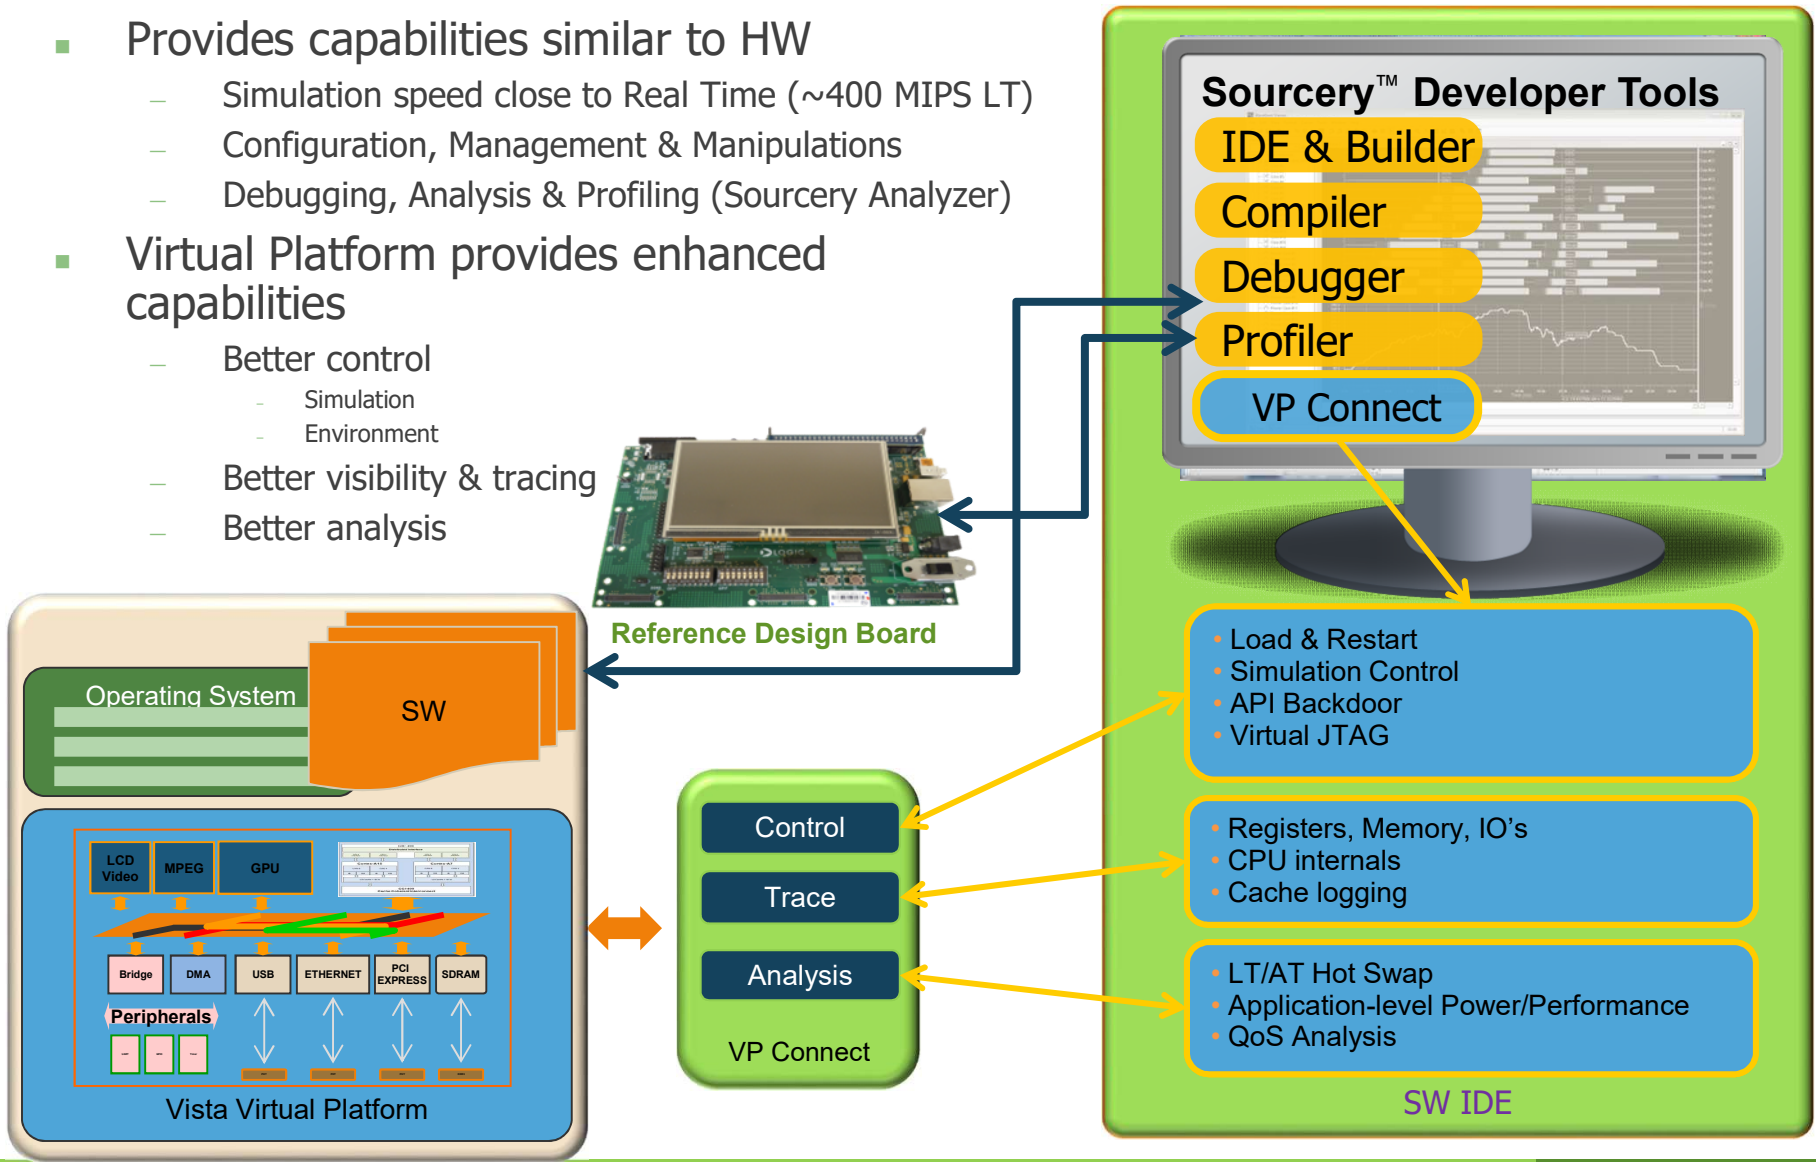 Provides capabilities similar to HW
Simulation speed close to Real Time (~400 MIPS LT)
Configuration, Management & Manipulations
Debugging, Analysis & Profiling (Sourcery Analyzer)
Virtual Platform provides enhanced
capabilities
Better control
Simulation
Environment
Better visibility & tracing
Better analysis
Sourcery™ Developer Tools
IDE & Builder
Compiler
Debugger
Profiler
VP Connect
LOGIC
Reference Design Board
Operating System
SW
LCD
Video
MPEG
GPU
Bridge
DMA
USB
ETHERNET
PCI
EXPRESS
SDRAM
Peripherals
Vista Virtual Platform
Control
Trace
Analysis
VP Connect
• Load & Restart
• Simulation Control
• API Backdoor
• Virtual JTAG
• Registers, Memory, IO's
• CPU internals
• Cache logging
• LT/AT Hot Swap
• Application-level Power/Performance
• QoS Analysis
SW IDE